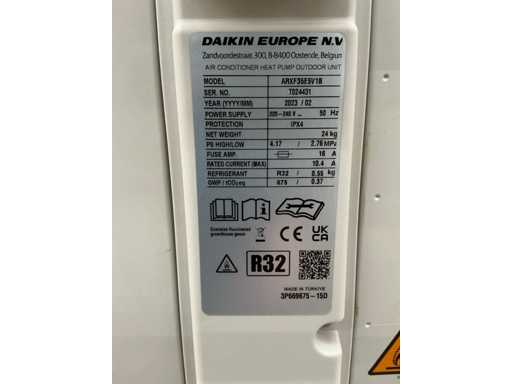 DAIKIN EUROPE N.V
Zandvoordestraat, 300, B-8400 Oostende, Belgium
AIR CONDITIONER HEAT PUMP OUTDOOR UNIT
MODEL ARXF35E5V1B
SERIAL NO. T024431
YEAR (YYYY/MM) 2023 / 02
POWER SUPPLY 220-240 V ~ 50 Hz
PROTECTION IPX4
NET WEIGHT 24 kg
PS HIGH/LOW 4.17 / 2.76 MPa
FUSE AMP. 16 A
RATED CURRENT (MAX) 10.4 A
REFRIGERANT R32 / 0.55 kg
GWP / tCO₂eq 675 / 0.37
Contains fluorinated
greenhouse gases
CE UK
CA
R32
MADE IN TÜRKİYE
3P669675-15D